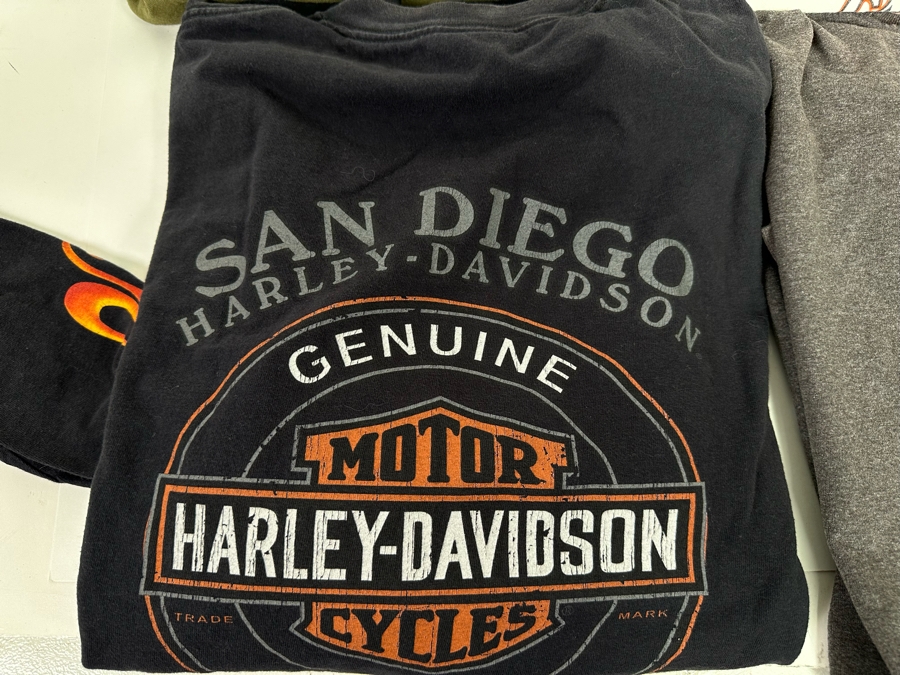 SAN DIEGO
HARLEY-DAVIDSON
GENUINE
MOTOR
HARLEY-DAVIDSON
CYCLES
TRADE MARK